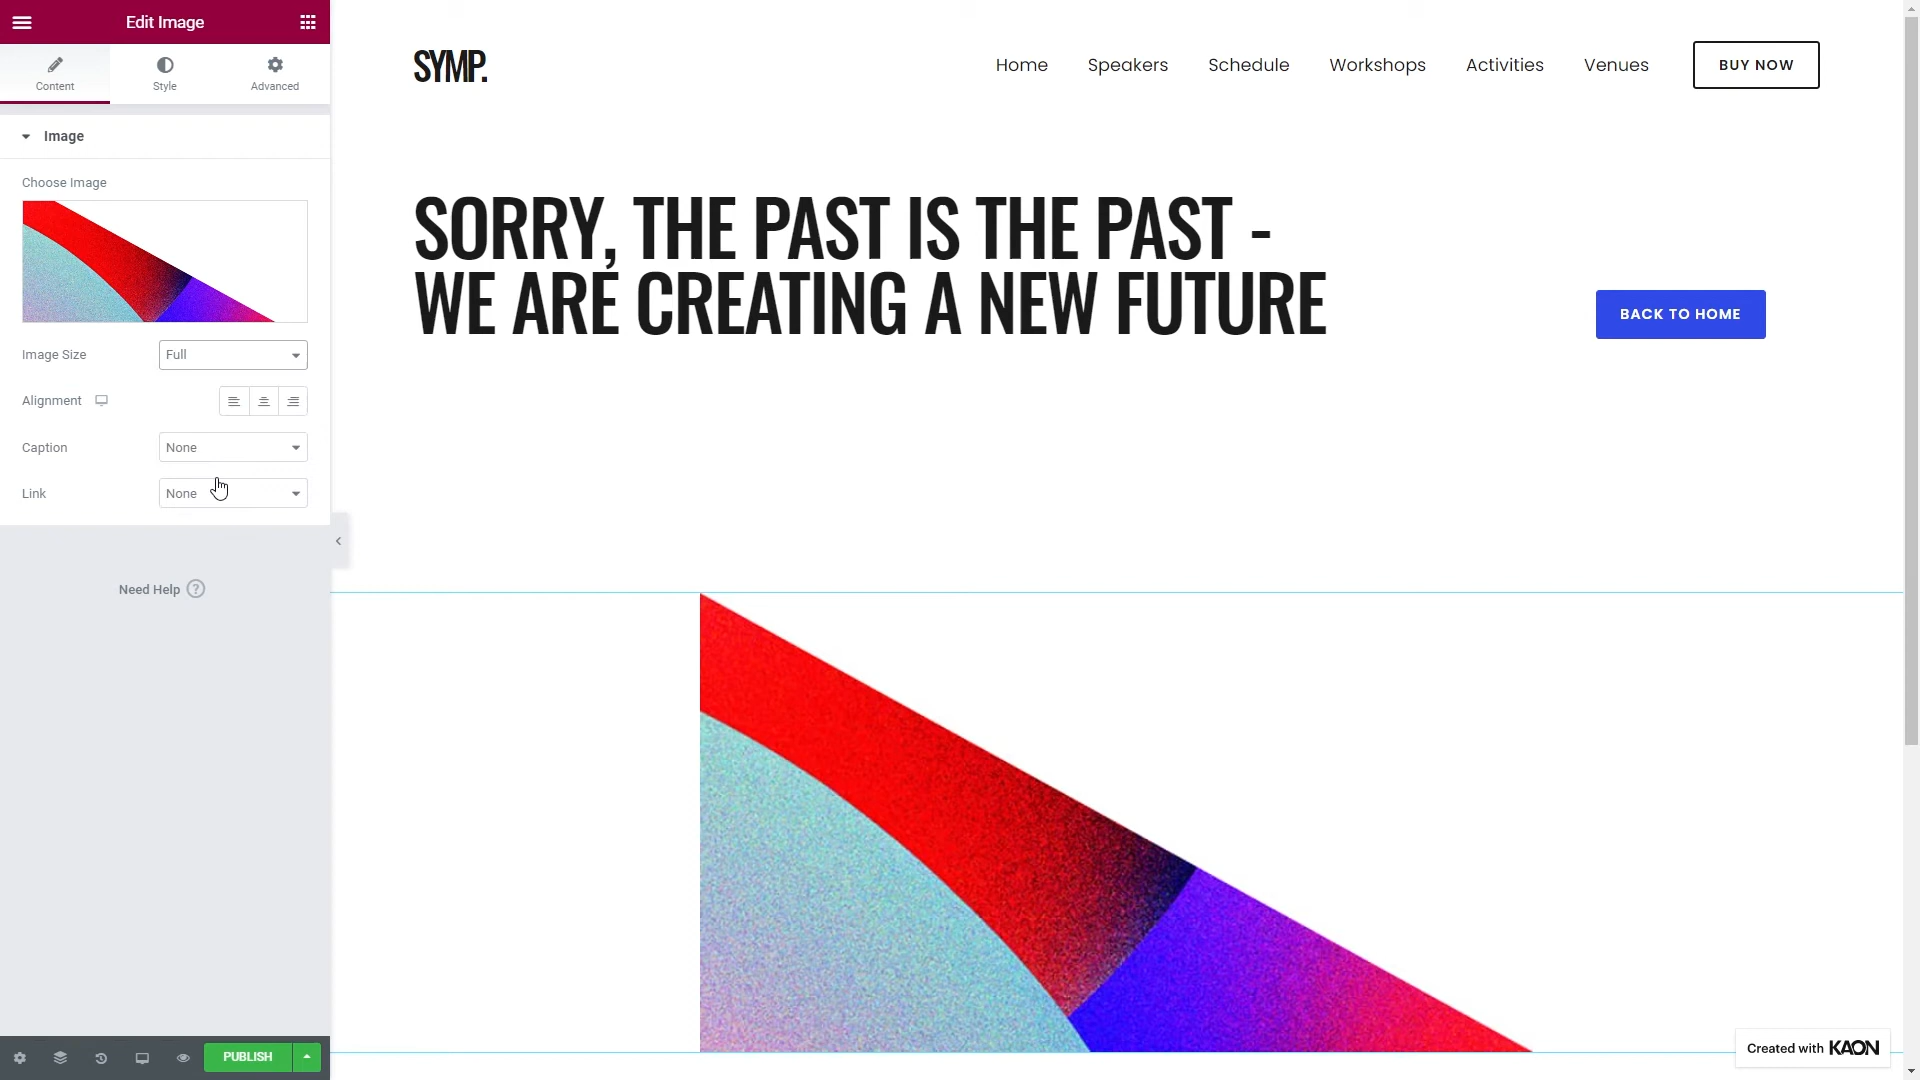 Edit Image
Content
Style
Advanced
Image
Choose Image
Image Size
Full
Alignment
Caption
None
Link
None
Need Help ?
PUBLISH
SYMP.
Home
Speakers
Schedule
Workshops
Activities
Venues
BUY NOW
SORRY, THE PAST IS THE PAST -
WE ARE CREATING A NEW FUTURE
BACK TO HOME
Created with KAON